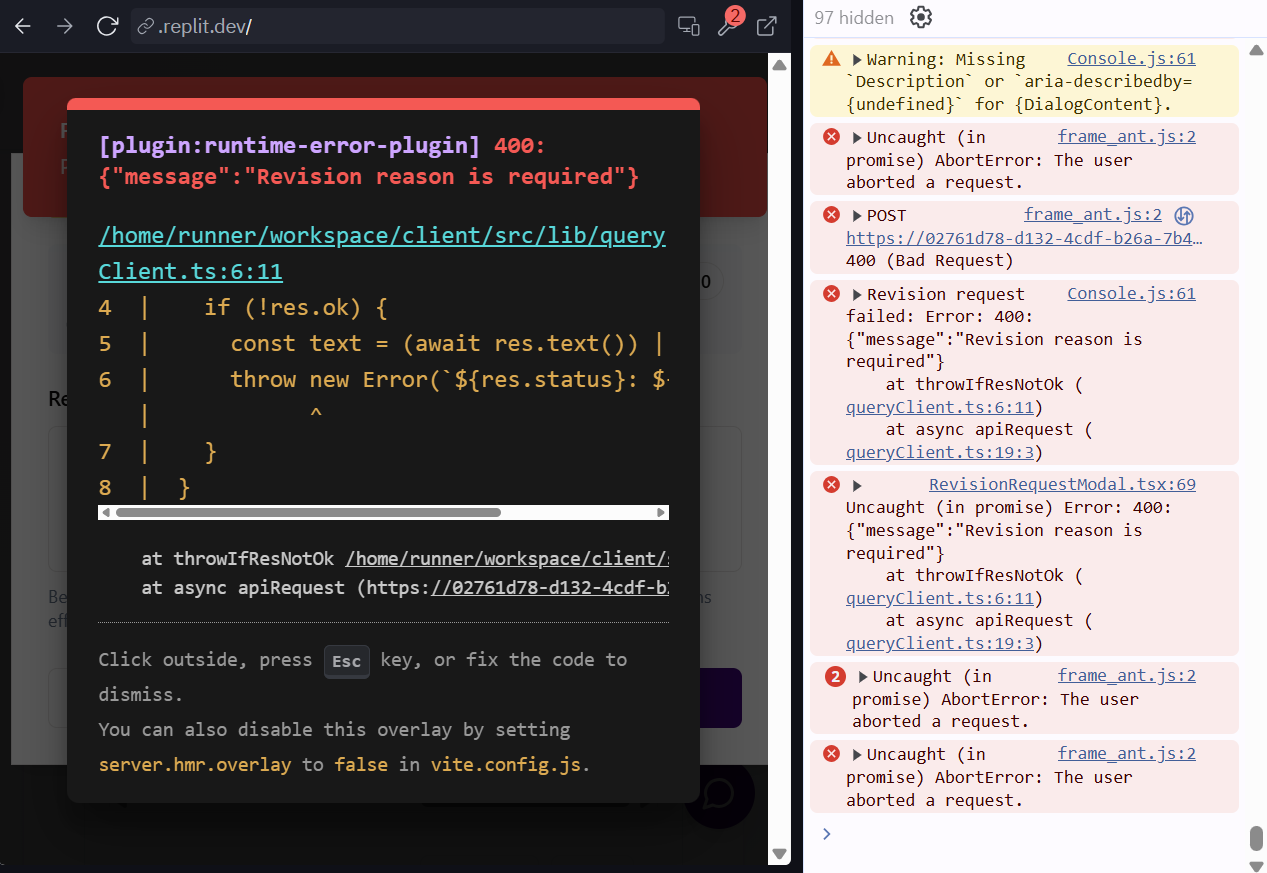 .replit.dev/
2
[plugin:runtime-error-plugin] 400:
{"message":"Revision reason is required"}
/home/runner/workspace/client/src/lib/query
Client.ts:6:11
4 | if (!res.ok) {
5 | const text = (await res.text()) |
6 | throw new Error(`${res.status}: $
| ^
7 | }
8 | }
at throwIfResNotOk /home/runner/workspace/client/
at async apiRequest (https://02761d78-d132-4cdf-b
Click outside, press Esc key, or fix the code to
dismiss.
You can also disable this overlay by setting
server.hmr.overlay to false in vite.config.js.
0
Re
Be
ns
eff
97 hidden
Warning: Missing Console.js:61
`Description` or `aria-describedby=
{undefined}` for {DialogContent}.
Uncaught (in frame_ant.js:2
promise) AbortError: The user
aborted a request.
POST frame_ant.js:2
https://02761d78-d132-4cdf-b26a-7b4…
400 (Bad Request)
Revision request Console.js:61
failed: Error: 400:
{"message":"Revision reason is
required"}
at throwIfResNotOk (
queryClient.ts:6:11)
at async apiRequest (
queryClient.ts:19:3)
RevisionRequestModal.tsx:69
Uncaught (in promise) Error: 400:
{"message":"Revision reason is
required"}
at throwIfResNotOk (
queryClient.ts:6:11)
at async apiRequest (
queryClient.ts:19:3)
2 Uncaught (in frame_ant.js:2
promise) AbortError: The user
aborted a request.
Uncaught (in frame_ant.js:2
promise) AbortError: The user
aborted a request.